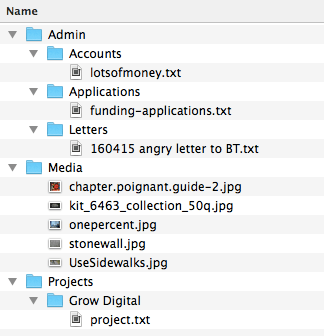 Name
Admin
Accounts
lotsofmoney.txt
Applications
funding-applications.txt
Letters
160415 angry letter to BT.txt
Media
chapter.poignant.guide-2.jpg
kit_6463_collection_50q.jpg
onepercent.jpg
stonewall.jpg
UseSidewalks.jpg
Projects
Grow Digital
project.txt